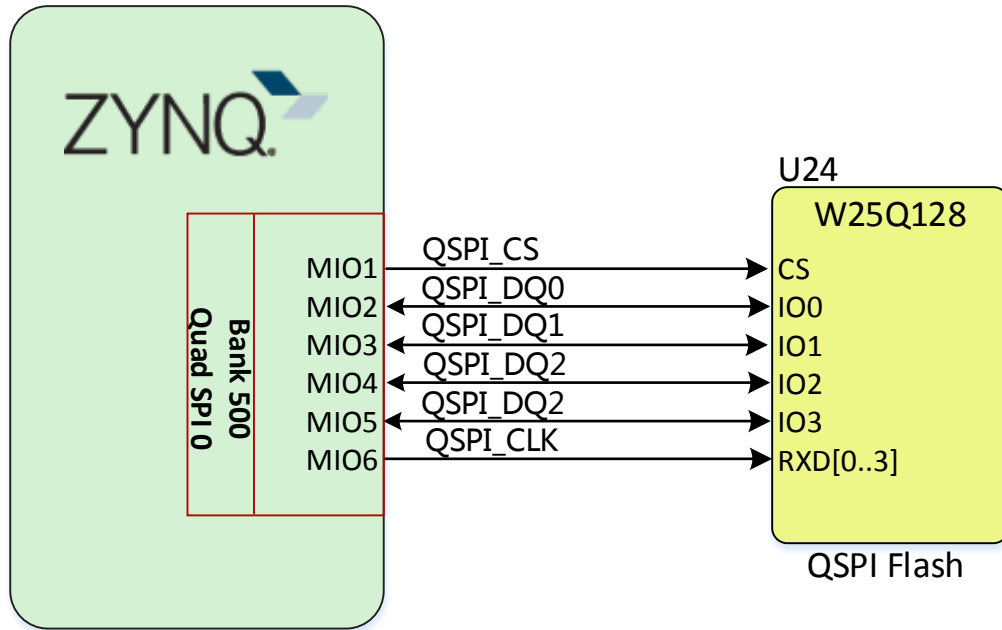 ZYNQ.
U24
W25Q128
Bank 500
Quad SPI 0
MIO1 QSPI_CS CS
MIO2 QSPI_DQ0 IO0
MIO3 QSPI_DQ1 IO1
MIO4 QSPI_DQ2 IO2
MIO5 QSPI_DQ2 IO3
MIO6 QSPI_CLK RXD[0..3]
QSPI Flash